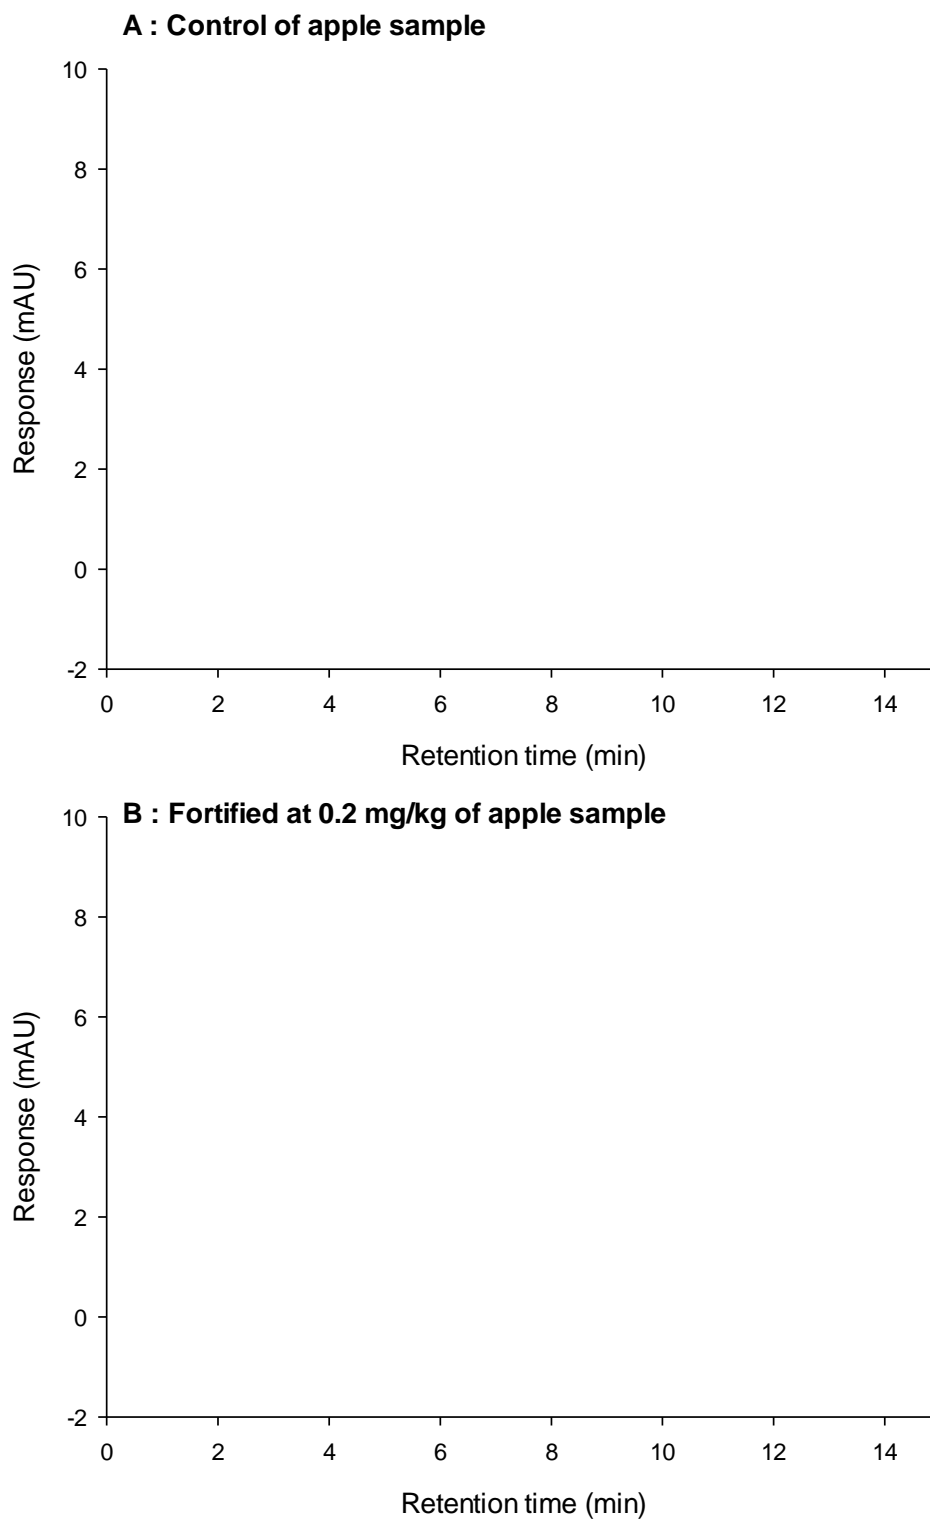 A : Control of apple sample
10
8
6
4
2
0
-2
Response (mAU)
0 2 4 6 8 10 12 14
Retention time (min)
B : Fortified at 0.2 mg/kg of apple sample
10
8
6
4
2
0
-2
Response (mAU)
0 2 4 6 8 10 12 14
Retention time (min)